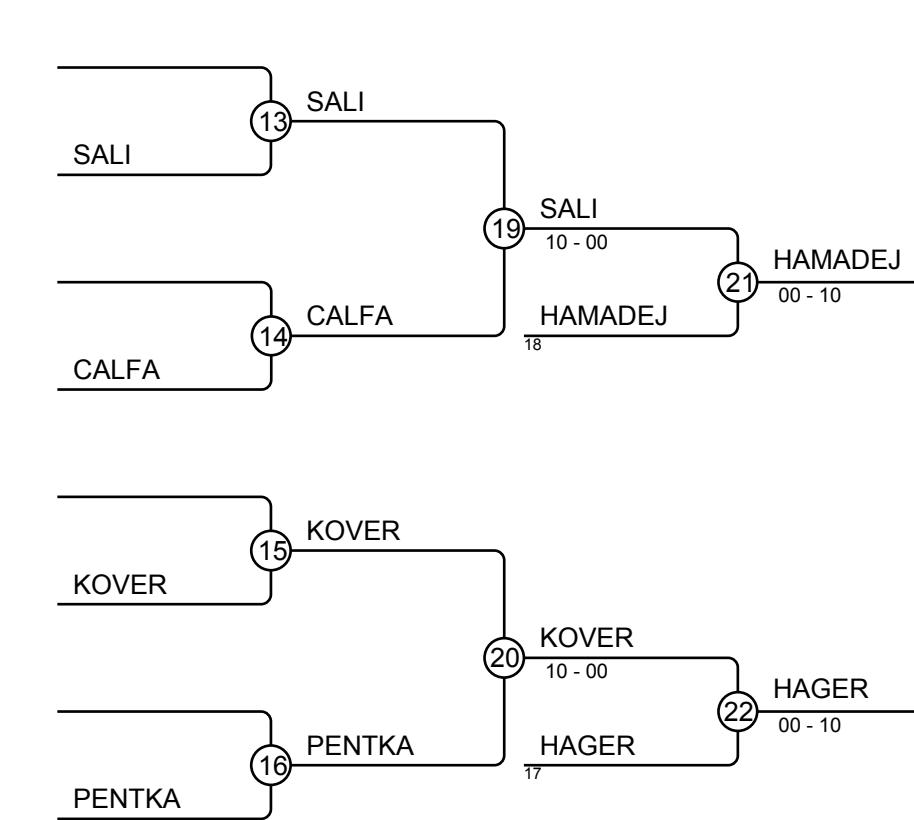 SALI
13
SALI
SALI
19
10 - 00
HAMADEJ
21
00 - 10
CALFA
14
HAMADEJ
18
CALFA
KOVER
15
KOVER
KOVER
20
10 - 00
HAGER
22
00 - 10
PENTKA
16
HAGER
17
PENTKA